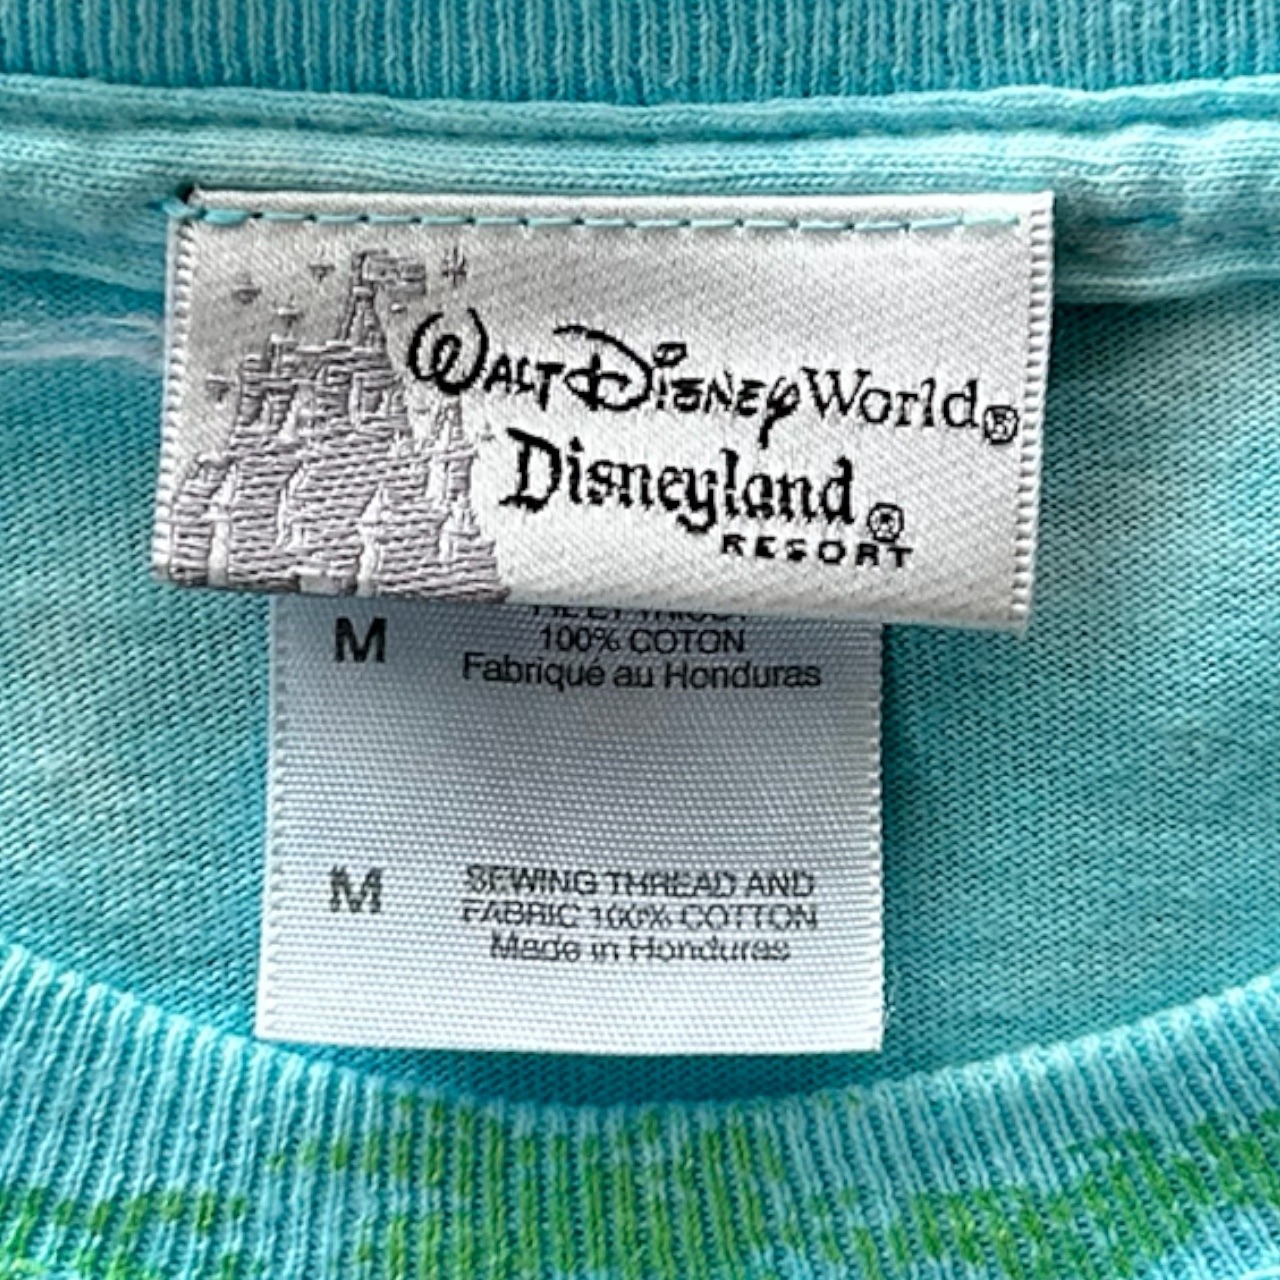 WALT DISNEY World®
Disneyland®
RESORT
M
100% COTON
Fabriqué au Honduras
M
SEWING THREAD AND
FABRIC 100% COTTON
Made in Honduras